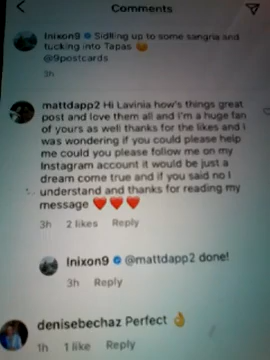 Comments
lnixon9 Sidling up to some sangria and
tucking into Tapas 😊
@9postcards
3h
mattdapp2 Hi Lavinia how's things great
post and love them all and i'm a huge fan
of yours as well thanks for the likes and i
was wondering if you could please help
me could you please follow me on my
Instagram account it would be just a
dream come true and if you said no I
understand and thanks for reading my
message ❤️❤️❤️
3h 2 likes Reply
lnixon9 @mattdapp2 done!
3h Reply
denisebechaz Perfect 👌
1h 1 like Reply